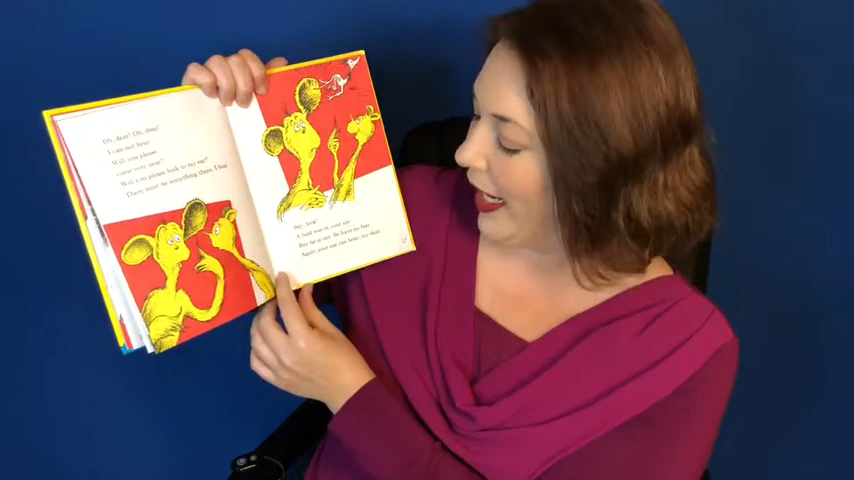 Oh, dear! Oh, dear!
I can not hear.
Will you please
come over near?
Will you please look in my ear?
There must be something there, I fear.
Say, look!
A bird was in your ear.
But he is out. So have no fear.
Again your ear can hear, my dear.
17